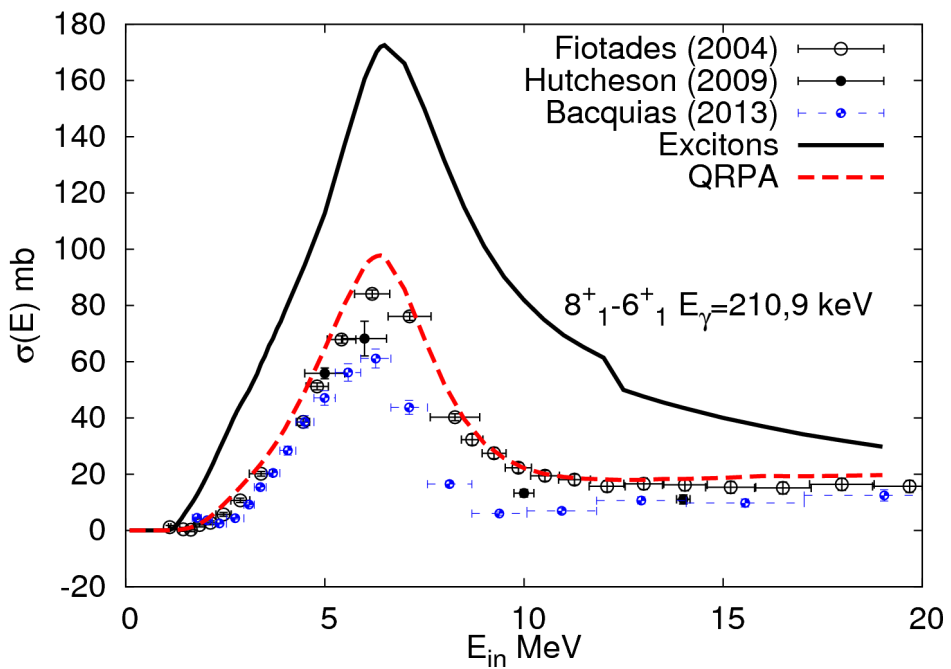 180
160
140
120
100
80
60
40
20
0
-20
σ(E) mb
Fiotades (2004)
Hutcheson (2009)
Bacquias (2013)
Excitons
QRPA
8⁺₁-6⁺₁ Eᵧ=210,9 keV
0 5 10 15 20
E_in MeV